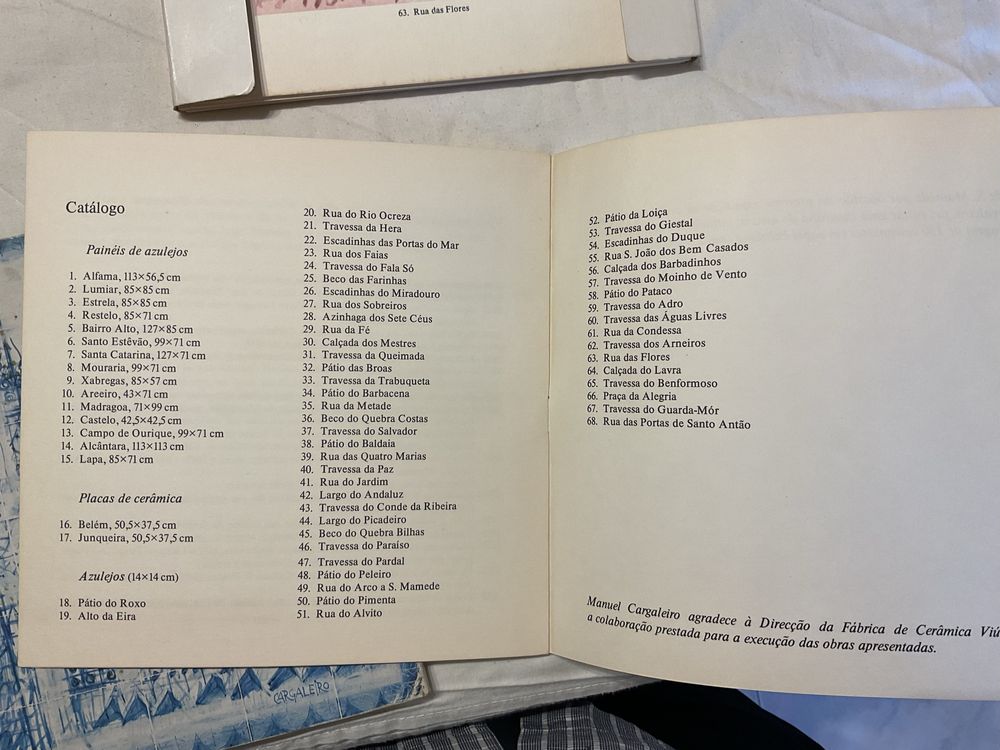 63. Rua das Flores
Catálogo
Painéis de azulejos
1. Alfama, 113×56,5 cm
2. Lumiar, 85×85 cm
3. Estrela, 85×85 cm
4. Restelo, 85×71 cm
5. Bairro Alto, 127×85 cm
6. Santo Estêvão, 99×71 cm
7. Santa Catarina, 127×71 cm
8. Mouraria, 99×71 cm
9. Xabregas, 85×57 cm
10. Areeiro, 43×71 cm
11. Madragoa, 71×99 cm
12. Castelo, 42,5×42,5 cm
13. Campo de Ourique, 99×71 cm
14. Alcântara, 113×113 cm
15. Lapa, 85×71 cm
Placas de cerâmica
16. Belém, 50,5×37,5 cm
17. Junqueira, 50,5×37,5 cm
Azulejos (14×14 cm)
18. Pátio do Roxo
19. Alto da Eira
20. Rua do Rio Ocreza
21. Travessa da Hera
22. Escadinhas das Portas do Mar
23. Rua dos Faias
24. Travessa do Fala Só
25. Beco das Farinhas
26. Escadinhas do Miradouro
27. Rua dos Sobreiros
28. Azinhaga dos Sete Céus
29. Rua da Fé
30. Calçada dos Mestres
31. Travessa da Queimada
32. Pátio das Broas
33. Travessa da Trabuqueta
34. Pátio do Barbacena
35. Rua da Metade
36. Beco do Quebra Costas
37. Travessa do Salvador
38. Pátio do Baldaia
39. Rua das Quatro Marias
40. Travessa da Paz
41. Rua do Jardim
42. Largo do Andaluz
43. Travessa do Conde da Ribeira
44. Largo do Picadeiro
45. Beco do Quebra Bilhas
46. Travessa do Paraíso
47. Travessa do Pardal
48. Pátio do Peleiro
49. Rua do Arco a S. Mamede
50. Pátio do Pimenta
51. Rua do Alvito
52. Pátio da Loiça
53. Travessa do Giestal
54. Escadinhas do Duque
55. Rua S. João dos Bem Casados
56. Calçada dos Barbadinhos
57. Travessa do Moinho de Vento
58. Pátio do Pataco
59. Travessa do Adro
60. Travessa das Águas Livres
61. Rua da Condessa
62. Travessa dos Arneiros
63. Rua das Flores
64. Calçada do Lavra
65. Travessa do Benformoso
66. Praça da Alegria
67. Travessa do Guarda-Mór
68. Rua das Portas de Santo Antão
Manuel Cargaleiro agradece à Direcção da Fábrica de Cerâmica Viú
a colaboração prestada para a execução das obras apresentadas.
CARGALEIRO